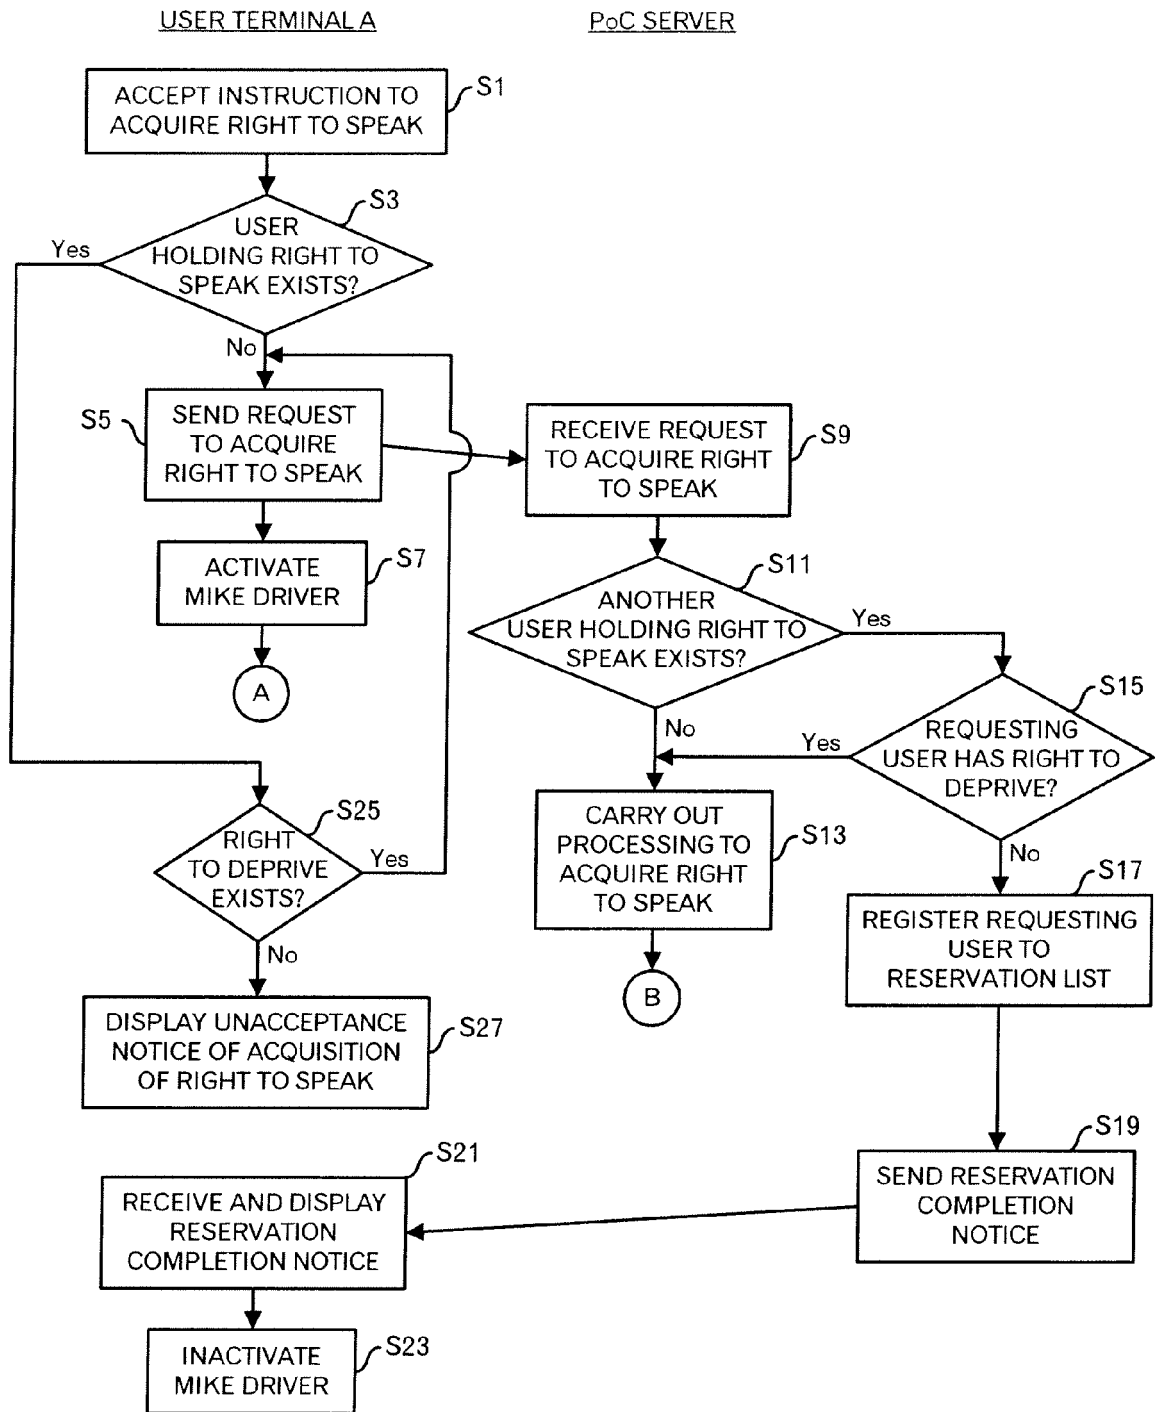 USER TERMINAL A
PoC SERVER
S1
ACCEPT INSTRUCTION TO
ACQUIRE RIGHT TO SPEAK
S3
USER
HOLDING RIGHT TO
SPEAK EXISTS?
Yes
No
S5
SEND REQUEST
TO ACQUIRE
RIGHT TO SPEAK
S9
RECEIVE REQUEST
TO ACQUIRE RIGHT
TO SPEAK
S7
ACTIVATE
MIKE DRIVER
A
S11
ANOTHER
USER HOLDING RIGHT TO
SPEAK EXISTS?
Yes
No
S15
REQUESTING
USER HAS RIGHT TO
DEPRIVE?
Yes
No
S25
RIGHT
TO DEPRIVE
EXISTS?
Yes
No
S13
CARRY OUT
PROCESSING TO
ACQUIRE RIGHT
TO SPEAK
B
S17
REGISTER REQUESTING
USER TO
RESERVATION LIST
S27
DISPLAY UNACCEPTANCE
NOTICE OF ACQUISITION
OF RIGHT TO SPEAK
S19
SEND RESERVATION
COMPLETION
NOTICE
S21
RECEIVE AND DISPLAY
RESERVATION
COMPLETION NOTICE
S23
INACTIVATE
MIKE DRIVER